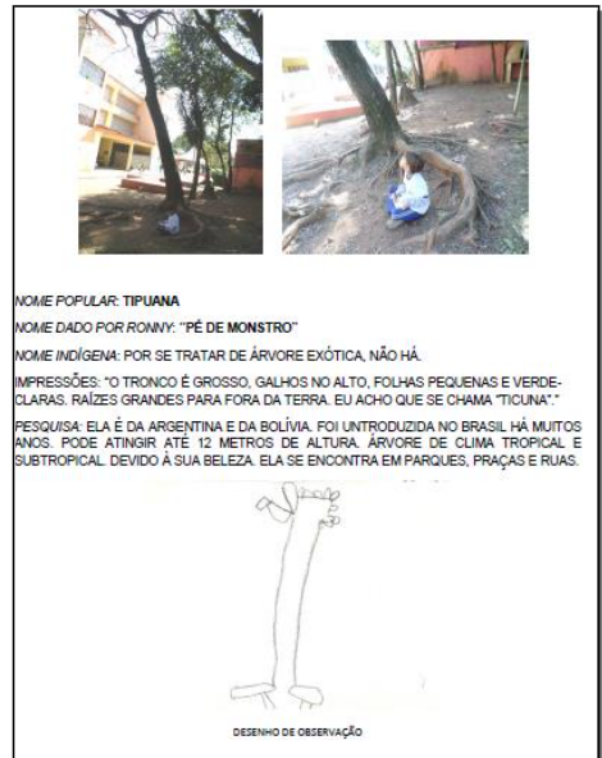 NOME POPULAR: TIPUANA
NOME DADO POR RONNY: "PÉ DE MONSTRO"
NOME INDÍGENA: POR SE TRATAR DE ÁRVORE EXÓTICA, NÃO HÁ.
IMPRESSÕES: "O TRONCO É GROSSO, GALHOS NO ALTO, FOLHAS PEQUENAS E VERDE-
CLARAS. RAÍZES GRANDES PARA FORA DA TERRA. EU ACHO QUE SE CHAMA "TICUNA"."
PESQUISA: ELA É DA ARGENTINA E DA BOLÍVIA. FOI UNTRODUZIDA NO BRASIL HÁ MUITOS
ANOS. PODE ATINGIR ATÉ 12 METROS DE ALTURA. ÁRVORE DE CLIMA TROPICAL E
SUBTROPICAL. DEVIDO À SUA BELEZA. ELA SE ENCONTRA EM PARQUES, PRAÇAS E RUAS.
DESENHO DE OBSERVAÇÃO